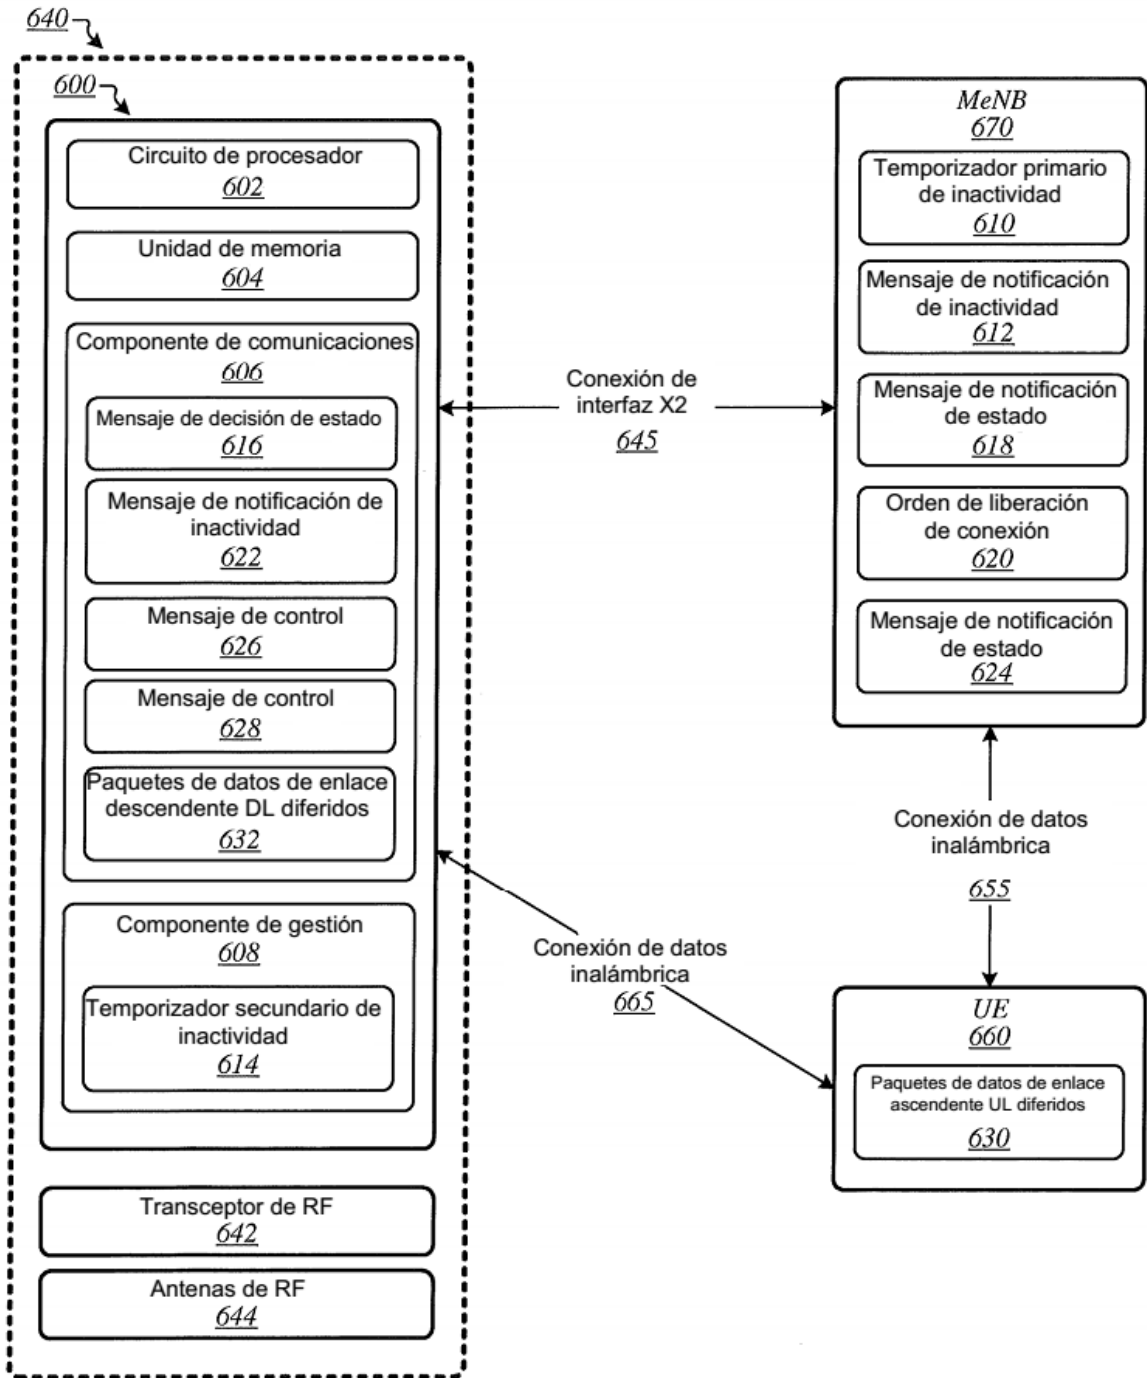 640
600
Circuito de procesador
602
Unidad de memoria
604
Componente de comunicaciones
606
Mensaje de decisión de estado
616
Mensaje de notificación de
inactividad
622
Mensaje de control
626
Mensaje de control
628
Paquetes de datos de enlace
descendente DL diferidos
632
Componente de gestión
608
Temporizador secundario de
inactividad
614
Transceptor de RF
642
Antenas de RF
644
Conexión de
interfaz X2
645
Conexión de datos
inalámbrica
665
MeNB
670
Temporizador primario
de inactividad
610
Mensaje de notificación
de inactividad
612
Mensaje de notificación
de estado
618
Orden de liberación
de conexión
620
Mensaje de notificación
de estado
624
Conexión de datos
inalámbrica
655
UE
660
Paquetes de datos de enlace
ascendente UL diferidos
630